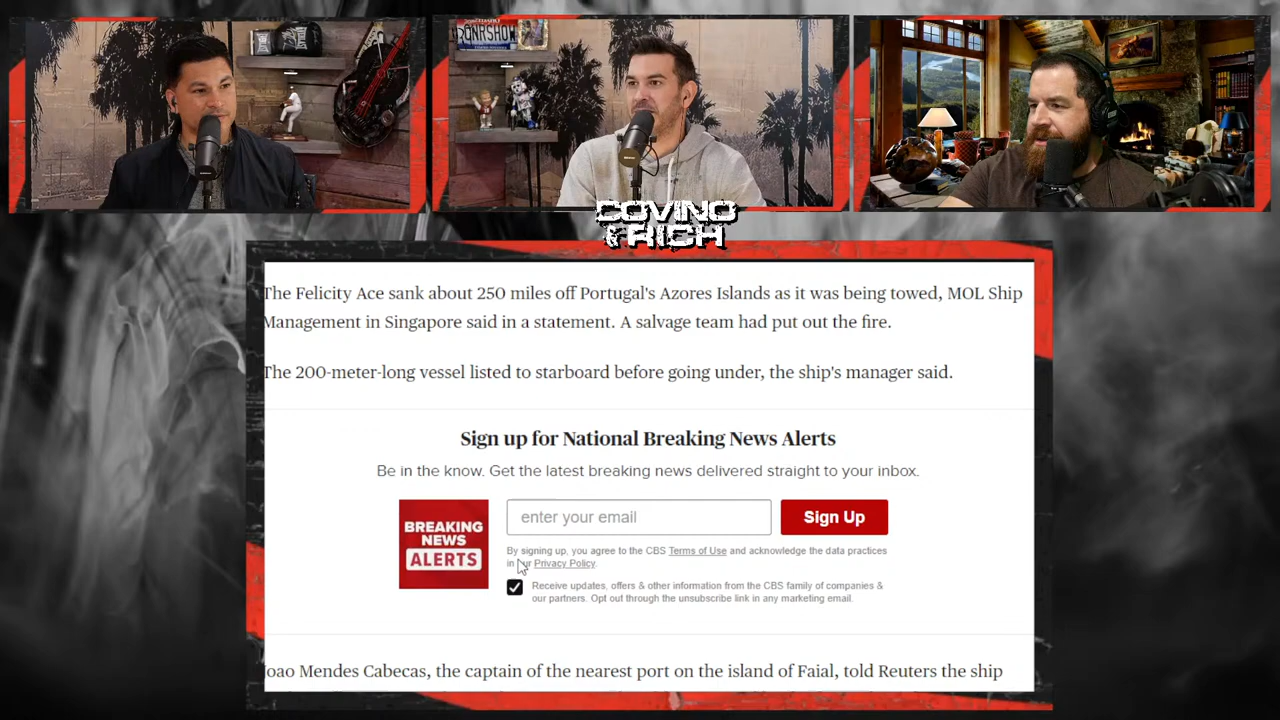 ONRSHOW
COVINO
& RICH
The Felicity Ace sank about 250 miles off Portugal's Azores Islands as it was being towed, MOL Ship
Management in Singapore said in a statement. A salvage team had put out the fire.
The 200-meter-long vessel listed to starboard before going under, the ship's manager said.
Sign up for National Breaking News Alerts
Be in the know. Get the latest breaking news delivered straight to your inbox.
BREAKING
NEWS
ALERTS
enter your email
Sign Up
By signing up, you agree to the CBS Terms of Use and acknowledge the data practices
in our Privacy Policy.
Receive updates, offers & other information from the CBS family of companies &
our partners. Opt out through the unsubscribe link in any marketing email.
Joao Mendes Cabecas, the captain of the nearest port on the island of Faial, told Reuters the ship